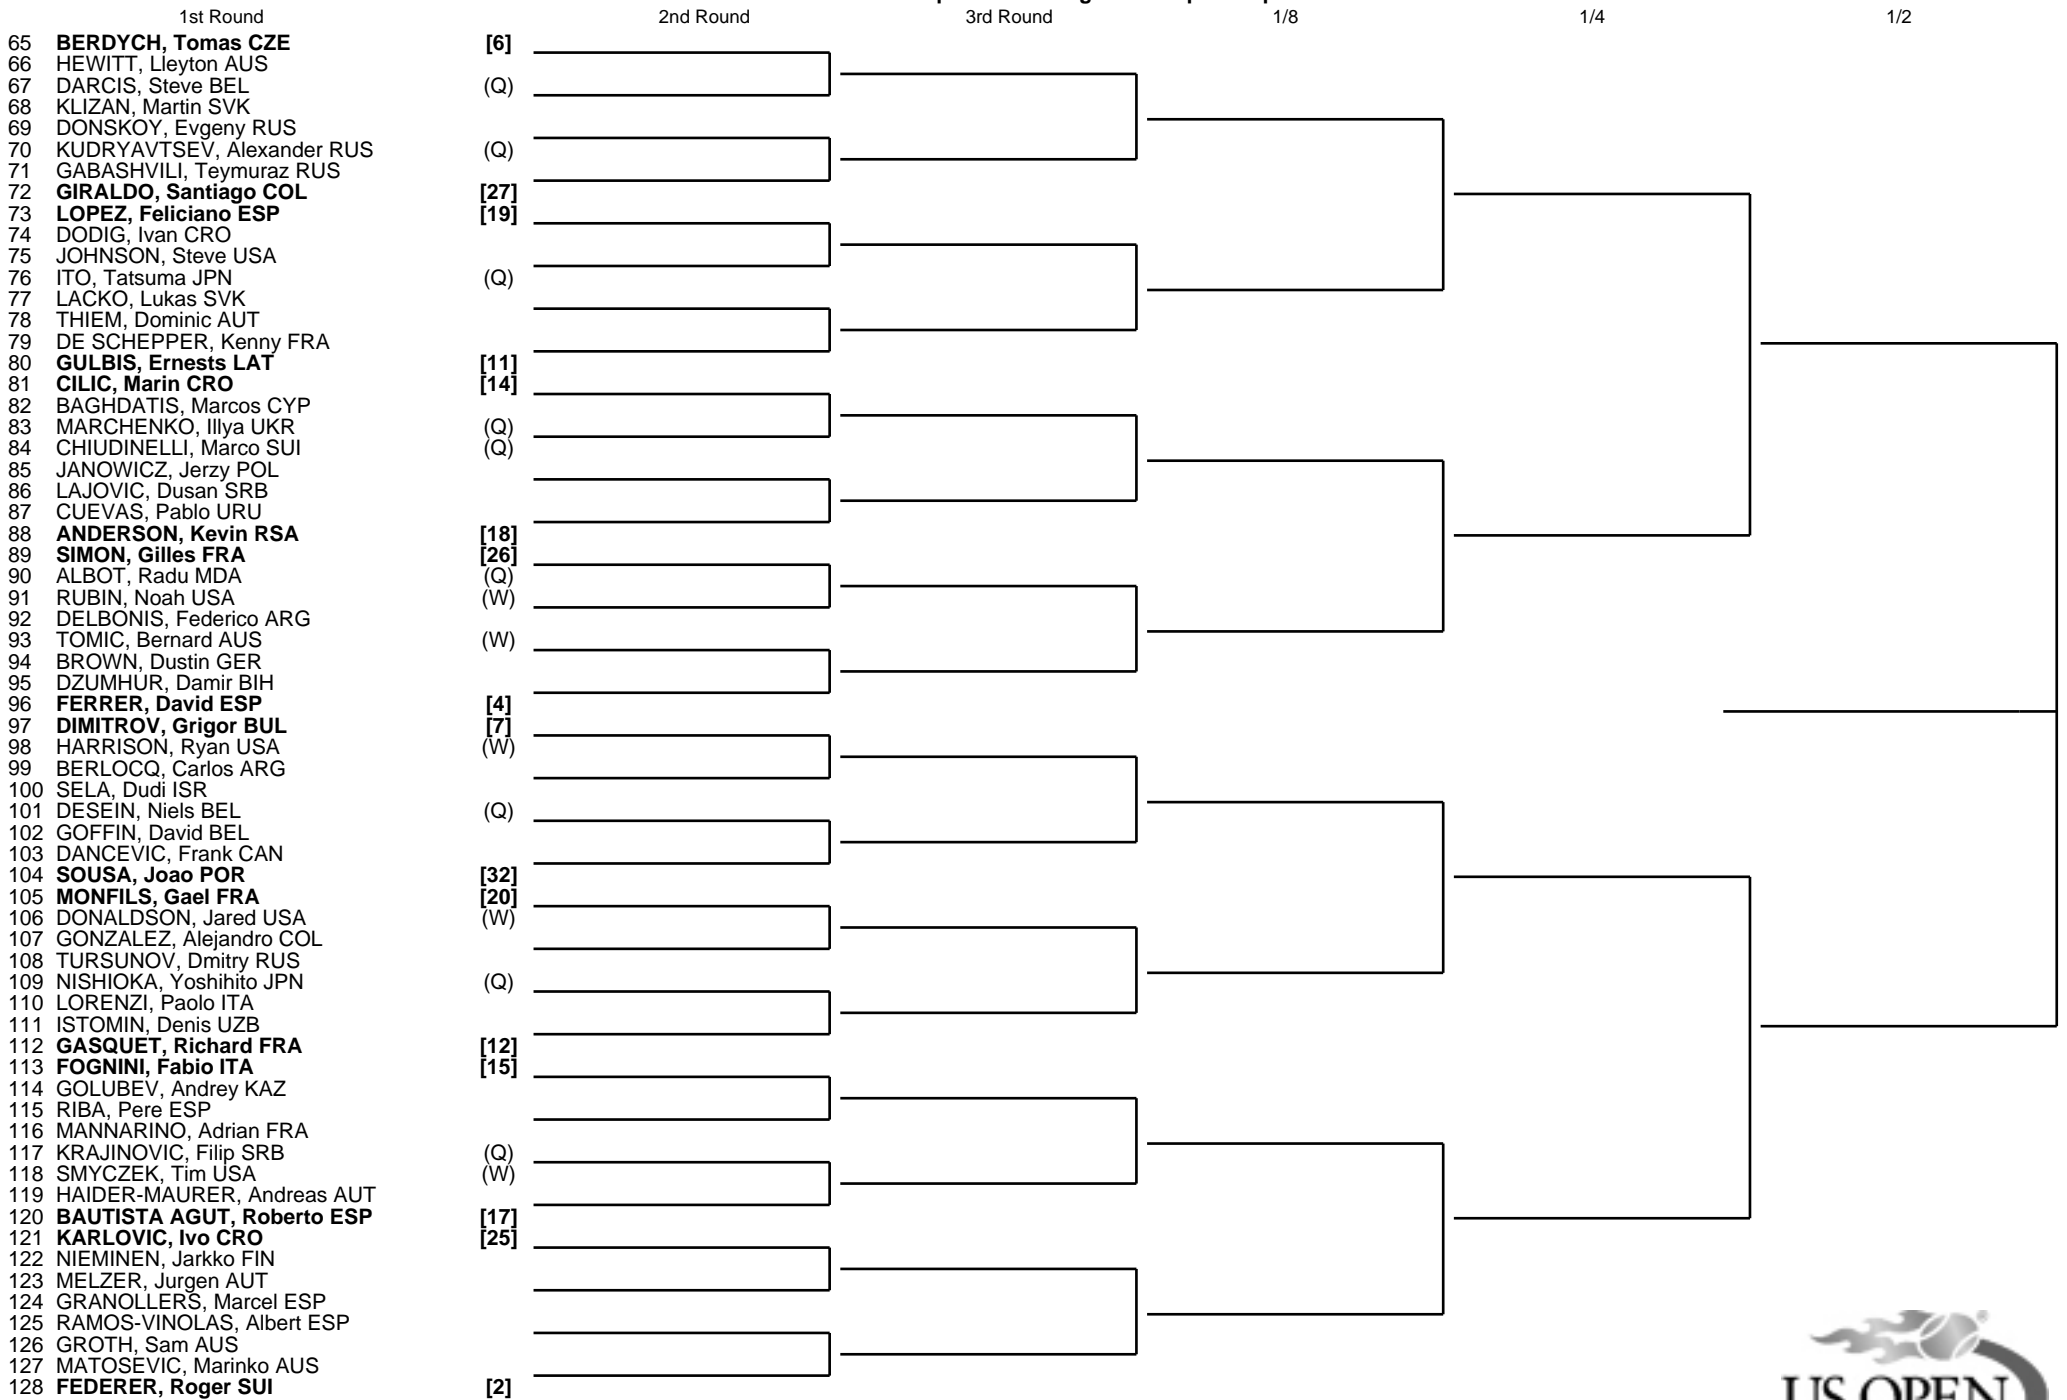 1st Round 2nd Round 3rd Round 1/8 1/4 1/2
65 BERDYCH, Tomas CZE [6]
66 HEWITT, Lleyton AUS
67 DARCIS, Steve BEL (Q)
68 KLIZAN, Martin SVK
69 DONSKOY, Evgeny RUS
70 KUDRYAVTSEV, Alexander RUS (Q)
71 GABASHVILI, Teymuraz RUS
72 GIRALDO, Santiago COL [27]
73 LOPEZ, Feliciano ESP [19]
74 DODIG, Ivan CRO
75 JOHNSON, Steve USA
76 ITO, Tatsuma JPN (Q)
77 LACKO, Lukas SVK
78 THIEM, Dominic AUT
79 DE SCHEPPER, Kenny FRA
80 GULBIS, Ernests LAT [11]
81 CILIC, Marin CRO [14]
82 BAGHDATIS, Marcos CYP
83 MARCHENKO, Illya UKR (Q)
84 CHIUDINELLI, Marco SUI (Q)
85 JANOWICZ, Jerzy POL
86 LAJOVIC, Dusan SRB
87 CUEVAS, Pablo URU
88 ANDERSON, Kevin RSA [18]
89 SIMON, Gilles FRA [26]
90 ALBOT, Radu MDA (Q)
91 RUBIN, Noah USA (W)
92 DELBONIS, Federico ARG
93 TOMIC, Bernard AUS (W)
94 BROWN, Dustin GER
95 DZUMHUR, Damir BIH
96 FERRER, David ESP [4]
97 DIMITROV, Grigor BUL [7]
98 HARRISON, Ryan USA (W)
99 BERLOCQ, Carlos ARG
100 SELA, Dudi ISR
101 DESEIN, Niels BEL (Q)
102 GOFFIN, David BEL
103 DANCEVIC, Frank CAN
104 SOUSA, Joao POR [32]
105 MONFILS, Gael FRA [20]
106 DONALDSON, Jared USA (W)
107 GONZALEZ, Alejandro COL
108 TURSUNOV, Dmitry RUS
109 NISHIOKA, Yoshihito JPN (Q)
110 LORENZI, Paolo ITA
111 ISTOMIN, Denis UZB
112 GASQUET, Richard FRA [12]
113 FOGNINI, Fabio ITA [15]
114 GOLUBEV, Andrey KAZ
115 RIBA, Pere ESP
116 MANNARINO, Adrian FRA
117 KRAJINOVIC, Filip SRB (Q)
118 SMYCZEK, Tim USA (W)
119 HAIDER-MAURER, Andreas AUT
120 BAUTISTA AGUT, Roberto ESP [17]
121 KARLOVIC, Ivo CRO [25]
122 NIEMINEN, Jarkko FIN
123 MELZER, Jurgen AUT
124 GRANOLLERS, Marcel ESP
125 RAMOS-VINOLAS, Albert ESP
126 GROTH, Sam AUS
127 MATOSEVIC, Marinko AUS
128 FEDERER, Roger SUI [2]
US OPEN